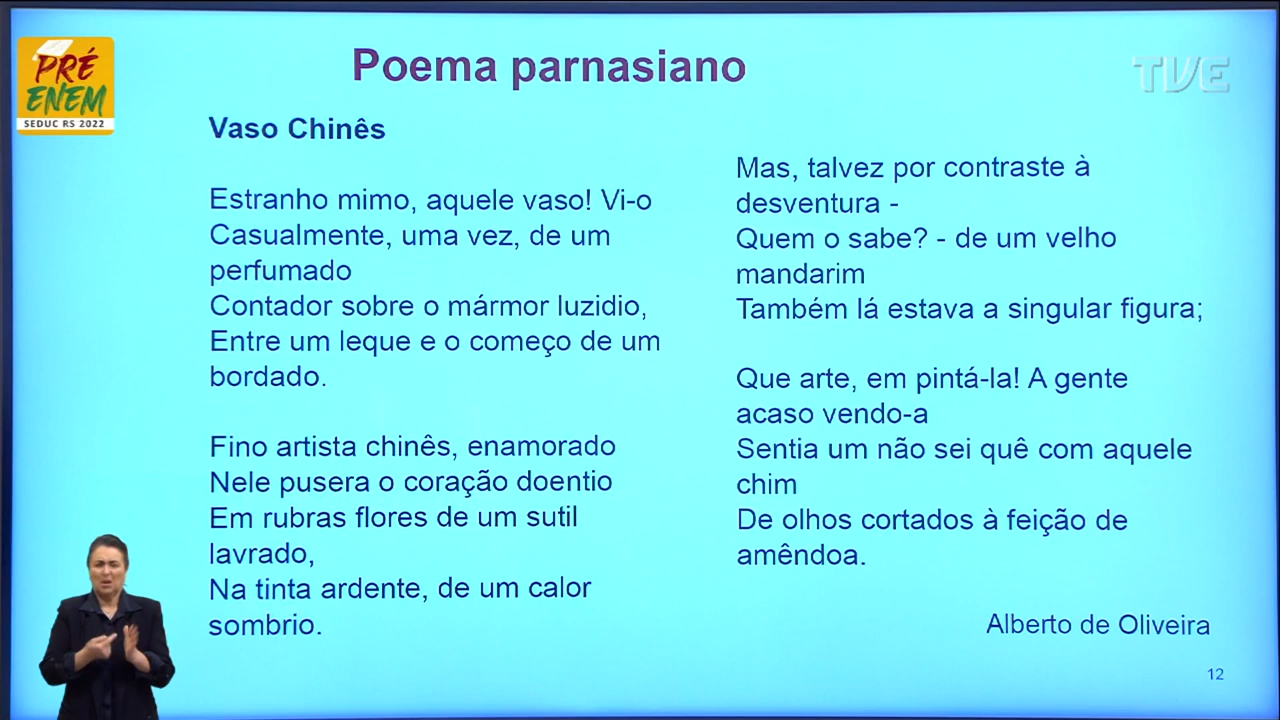 PRÉ
ENEM
SEDUC RS 2022
Poema parnasiano
TVE
Vaso Chinês
Estranho mimo, aquele vaso! Vi-o
Casualmente, uma vez, de um
perfumado
Contador sobre o mármor luzidio,
Entre um leque e o começo de um
bordado.
Fino artista chinês, enamorado
Nele pusera o coração doentio
Em rubras flores de um sutil
lavrado,
Na tinta ardente, de um calor
sombrio.
Mas, talvez por contraste à
desventura -
Quem o sabe? - de um velho
mandarim
Também lá estava a singular figura;
Que arte, em pintá-la! A gente
acaso vendo-a
Sentia um não sei quê com aquele
chim
De olhos cortados à feição de
amêndoa.
Alberto de Oliveira
12